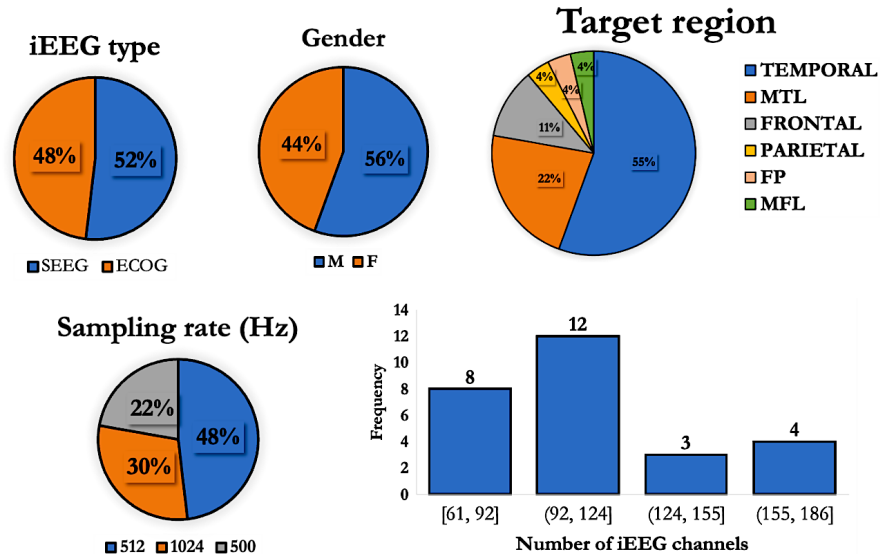 iEEG type
48%
52%
SEEG ECOG
Gender
44%
56%
M F
Target region
4%
4%
4%
11%
22%
55%
TEMPORAL
MTL
FRONTAL
PARIETAL
FP
MFL
Sampling rate (Hz)
22%
48%
30%
512 1024 500
14
12
10
8
6
4
2
0
Frequency
8
12
3
4
[61, 92] (92, 124] (124, 155] (155, 186]
Number of iEEG channels